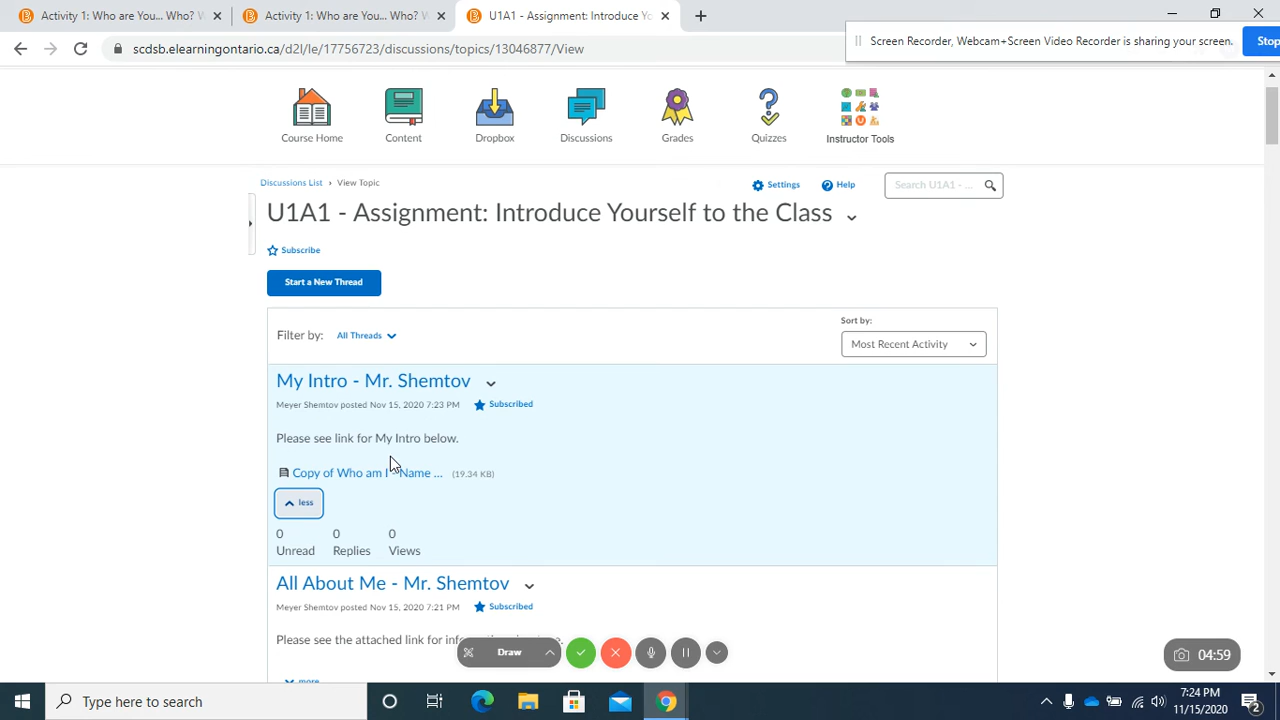 Activity 1: Who are You... Who? W
Activity 1: Who are You... Who? W
U1A1 - Assignment: Introduce Yo
Screen Recorder, Webcam+Screen Video Recorder is sharing your screen.
Stop
scdsb.elearningontario.ca/d2l/le/17756723/discussions/topics/13046877/View
Course Home
Content
Dropbox
Discussions
Grades
Quizzes
Instructor Tools
Discussions List › View Topic
Settings
Help
Search U1A1 - ...
U1A1 - Assignment: Introduce Yourself to the Class
Subscribe
Start a New Thread
Filter by: All Threads
Sort by:
Most Recent Activity
My Intro - Mr. Shemtov
Meyer Shemtov posted Nov 15, 2020 7:23 PM
Subscribed
Please see link for My Intro below.
Copy of Who am I - Name ... (19.34 KB)
less
0 0 0
Unread Replies Views
All About Me - Mr. Shemtov
Meyer Shemtov posted Nov 15, 2020 7:21 PM
Subscribed
Please see the attached link for
more
Draw
04:59
Type here to search
7:24 PM
11/15/2020
2